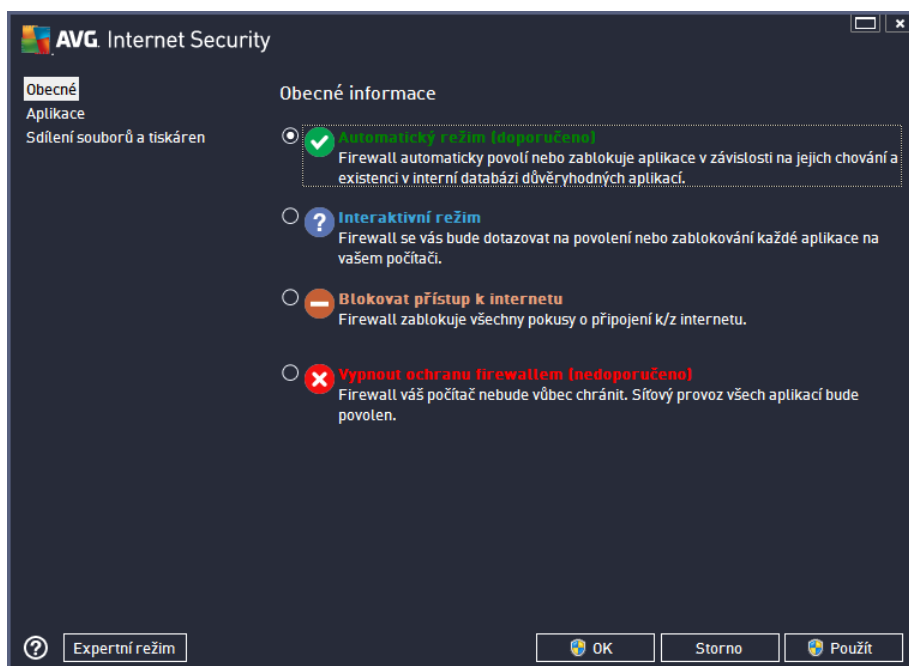 AVG. Internet Security
Obecné
Aplikace
Sdílení souborů a tiskáren
Obecné informace
Automatický režim (doporučeno)
Firewall automaticky povolí nebo zablokuje aplikace v závislosti na jejich chování a
existenci v interní databázi důvěryhodných aplikací.
Interaktivní režim
Firewall se vás bude dotazovat na povolení nebo zablokování každé aplikace na
vašem počítači.
Blokovat přístup k internetu
Firewall zablokuje všechny pokusy o připojení k/z internetu.
Vypnout ochranu firewallem (nedoporučeno)
Firewall váš počítač nebude vůbec chránit. Síťový provoz všech aplikací bude
povolen.
Expertní režim
OK
Storno
Použít